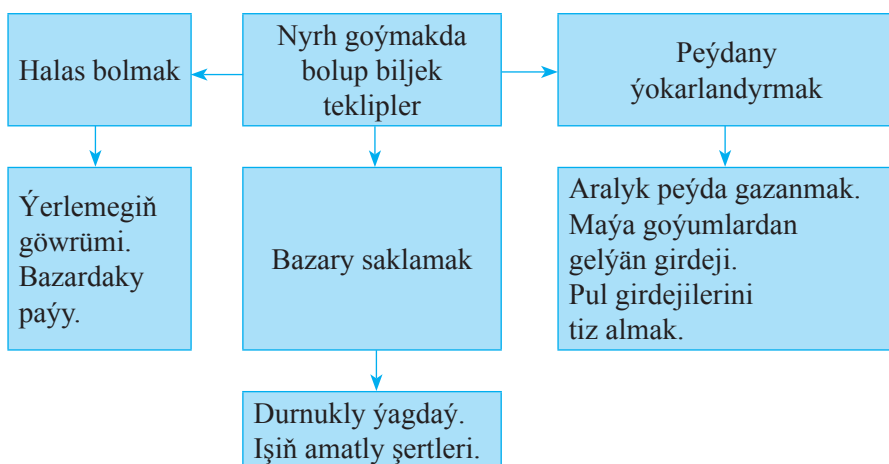 Halas bolmak
Nyrh goýmakda
bolup biljek
teklipler
Peýdany
ýokarlandyrmak
Ýerlemegiň
göwrümi.
Bazardaky
paýy.
Bazary saklamak
Aralyk peýda gazanmak.
Maýa goýumlardan
gelýän girdeji.
Pul girdejilerini
tiz almak.
Durnukly ýagdaý.
Işiň amatly şertleri.